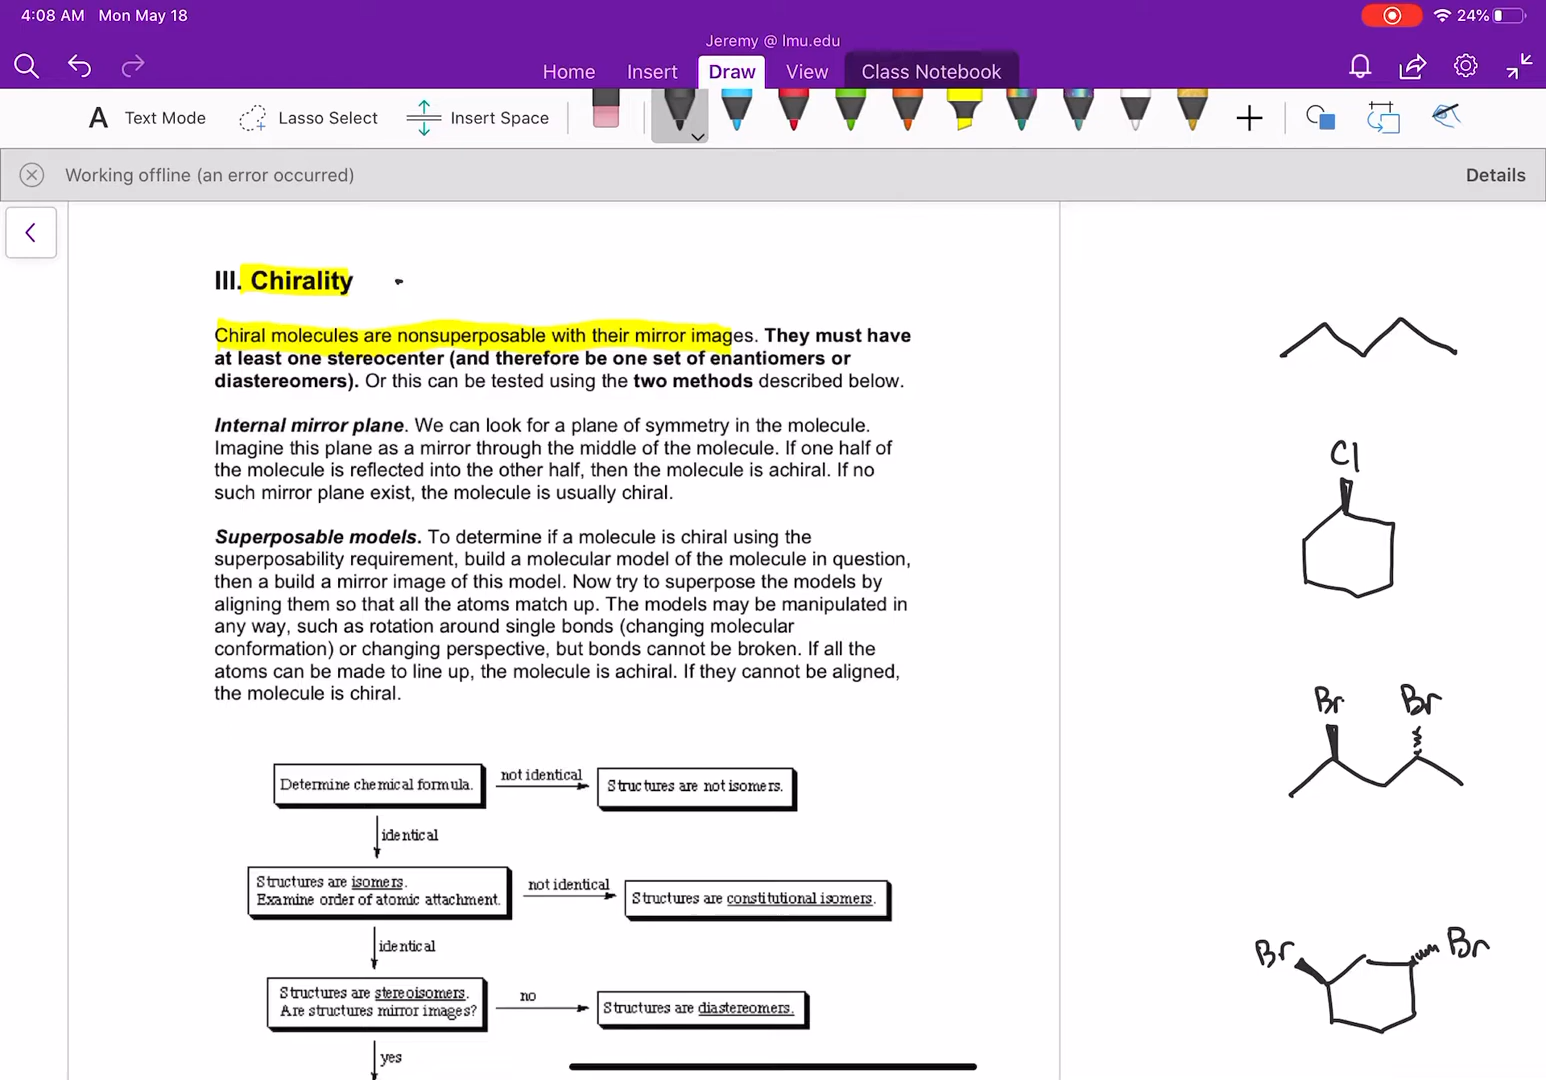 4:08 AM Mon May 18
24%
Jeremy @ lmu.edu
Home Insert Draw View Class Notebook
A Text Mode Lasso Select Insert Space
Working offline (an error occurred) Details
III. Chirality
Chiral molecules are nonsuperposable with their mirror images. They must have
at least one stereocenter (and therefore be one set of enantiomers or
diastereomers). Or this can be tested using the two methods described below.
Internal mirror plane. We can look for a plane of symmetry in the molecule.
Imagine this plane as a mirror through the middle of the molecule. If one half of
the molecule is reflected into the other half, then the molecule is achiral. If no
such mirror plane exist, the molecule is usually chiral.
Superposable models. To determine if a molecule is chiral using the
superposability requirement, build a molecular model of the molecule in question,
then a build a mirror image of this model. Now try to superpose the models by
aligning them so that all the atoms match up. The models may be manipulated in
any way, such as rotation around single bonds (changing molecular
conformation) or changing perspective, but bonds cannot be broken. If all the
atoms can be made to line up, the molecule is achiral. If they cannot be aligned,
the molecule is chiral.
Determine chemical formula.
not identical
Structures are not isomers.
identical
Structures are isomers.
Examine order of atomic attachment.
not identical
Structures are constitutional isomers.
identical
Structures are stereoisomers.
Are structures mirror images?
no
Structures are diastereomers.
yes
Cl
Br Br
Br Br